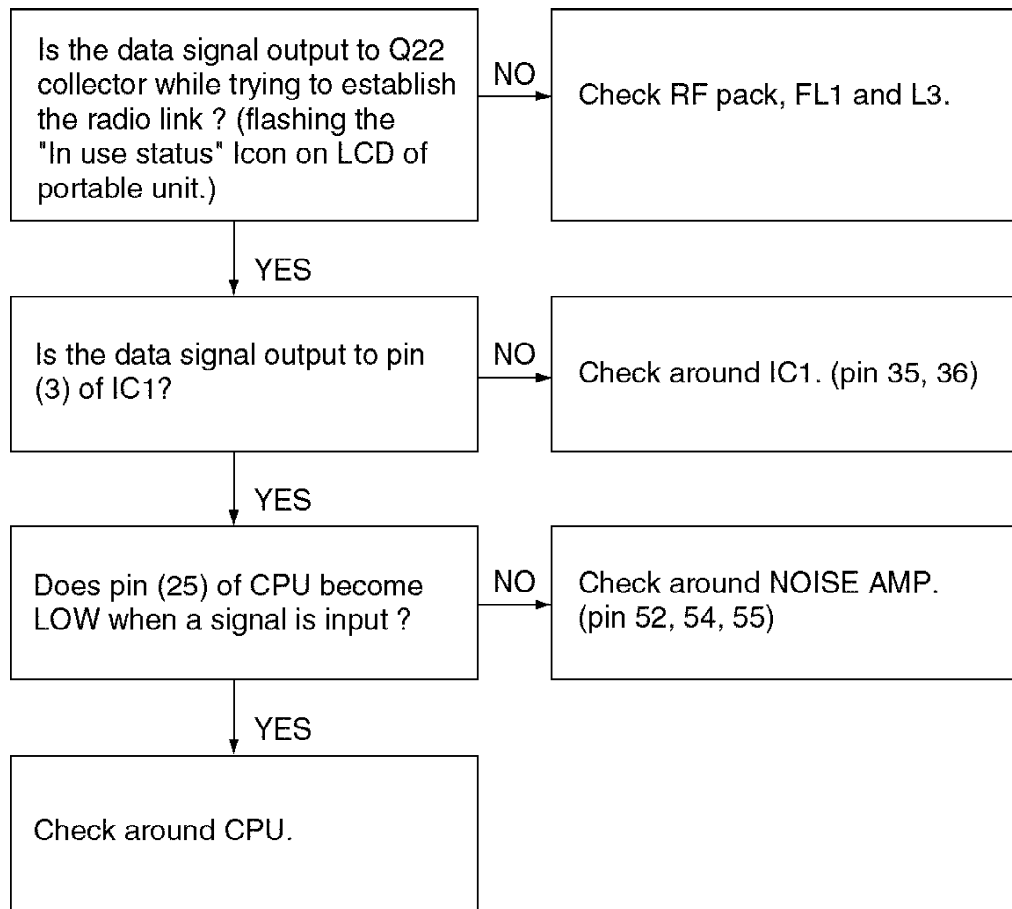 Is the data signal output to Q22
collector while trying to establish
the radio link ? (flashing the
"In use status" Icon on LCD of
portable unit.)
NO
Check RF pack, FL1 and L3.
YES
Is the data signal output to pin
(3) of IC1?
NO
Check around IC1. (pin 35, 36)
YES
Does pin (25) of CPU become
LOW when a signal is input ?
NO
Check around NOISE AMP.
(pin 52, 54, 55)
YES
Check around CPU.